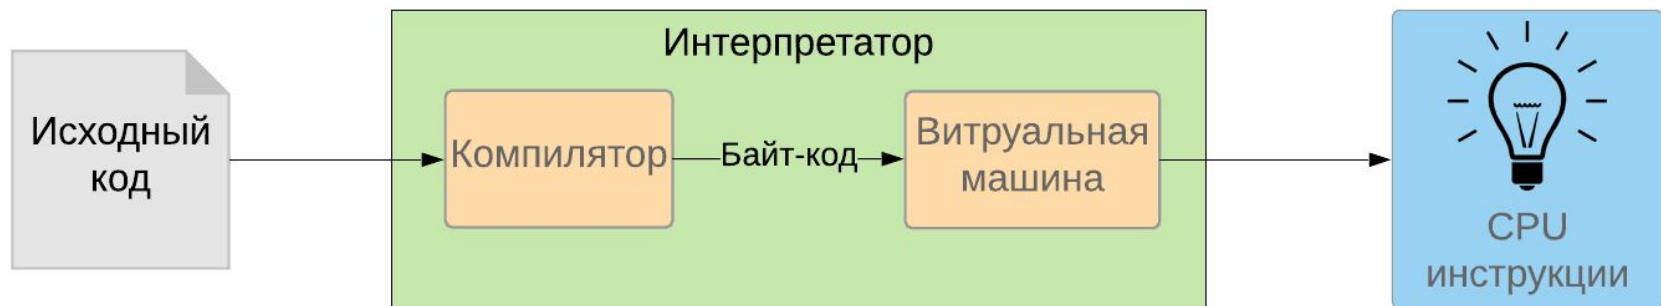 Интерпретатор
Исходный
код
Компилятор
Байт-код
Витруальная
машина
CPU
инструкции